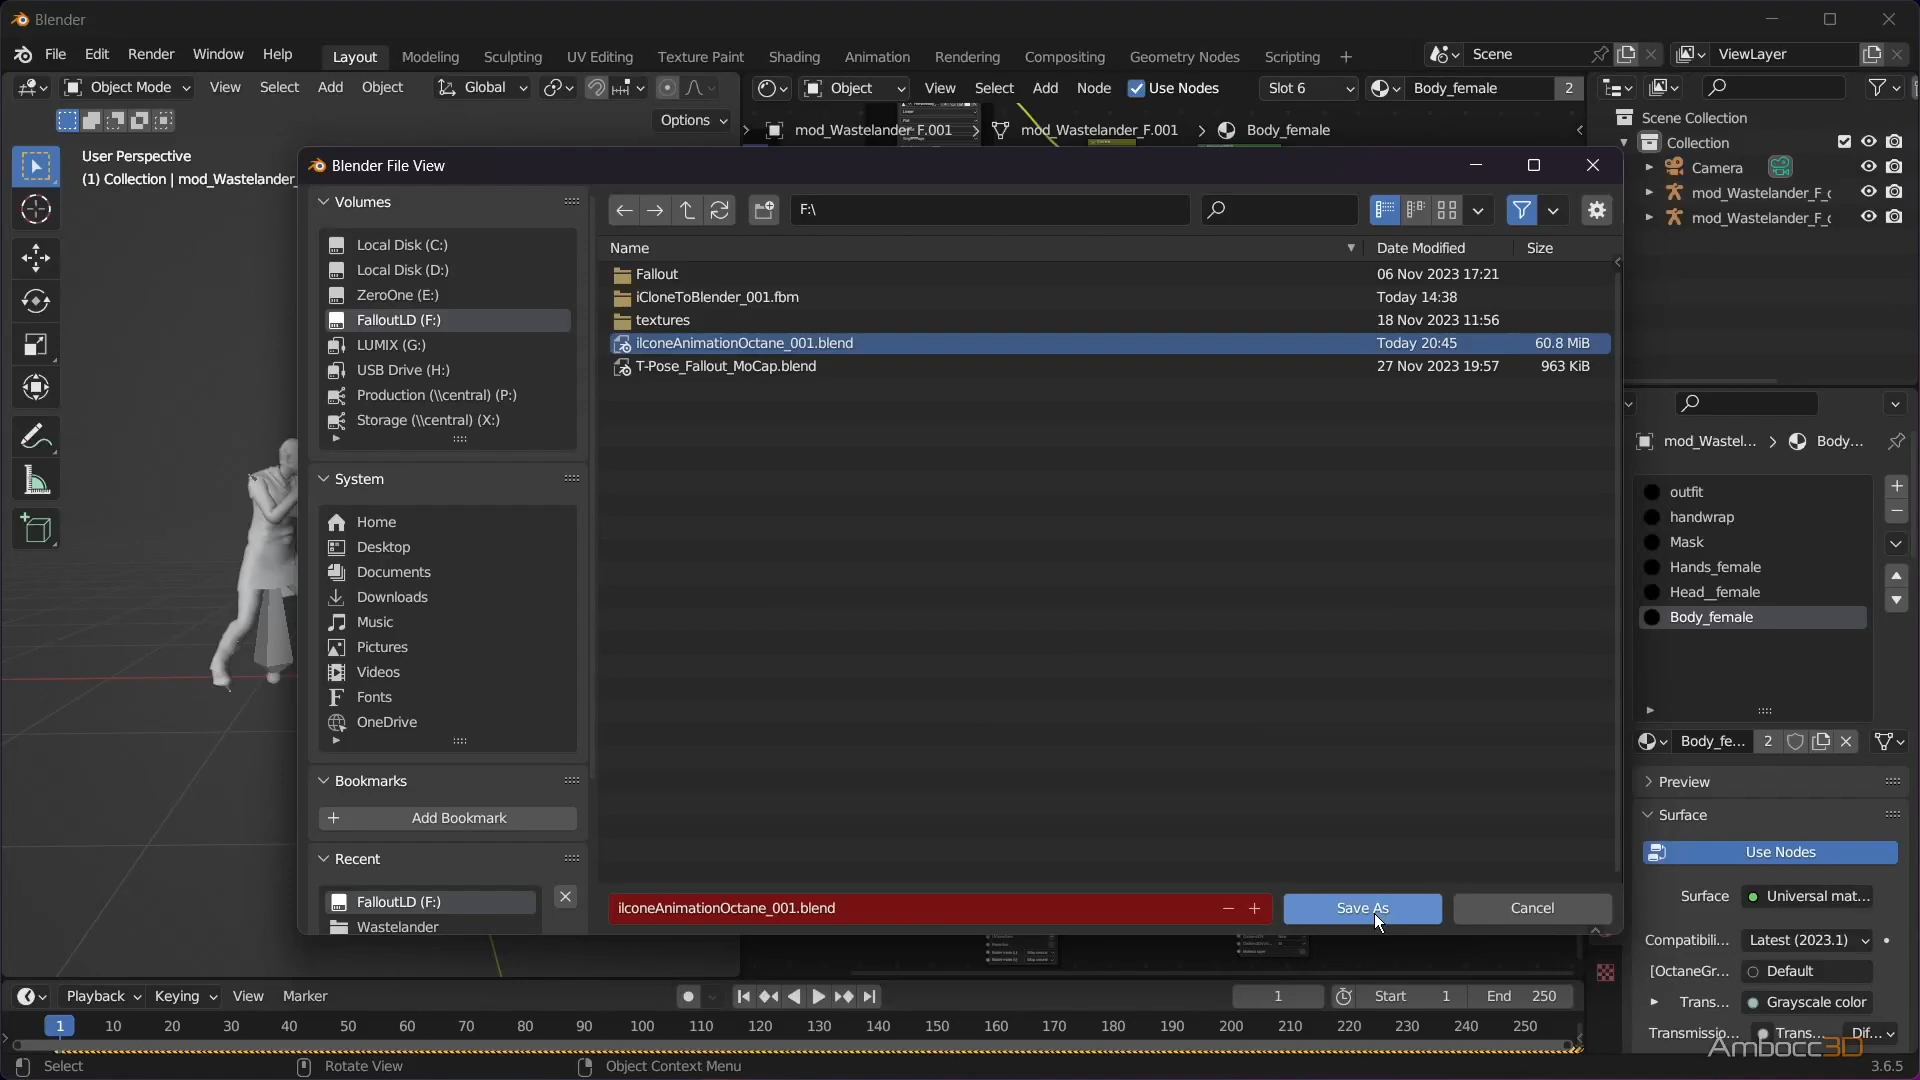 Blender
File Edit Render Window Help Layout Modeling Sculpting UV Editing Texture Paint Shading Animation Rendering Compositing Geometry Nodes Scripting + Scene ViewLayer
Object Mode View Select Add Object Global Object View Select Add Node Use Nodes Slot 6 Body_female 2
Options mod_Wastelander_F.001 > mod_Wastelander_F.001 > Body_female
User Perspective
(1) Collection | mod_Wastelander_
Scene Collection
Collection
Camera
mod_Wastelander_F_c
mod_Wastelander_F_c
Blender File View
Volumes
Local Disk (C:)
Local Disk (D:)
ZeroOne (E:)
FalloutLD (F:)
LUMIX (G:)
USB Drive (H:)
Production (\\central) (P:)
Storage (\\central) (X:)
System
Home
Desktop
Documents
Downloads
Music
Pictures
Videos
Fonts
OneDrive
Bookmarks
Add Bookmark
Recent
FalloutLD (F:)
Wastelander
F:\
Name Date Modified Size
Fallout 06 Nov 2023 17:21
iCloneToBlender_001.fbm Today 14:38
textures 18 Nov 2023 11:56
ilconeAnimationOctane_001.blend Today 20:45 60.8 MiB
T-Pose_Fallout_MoCap.blend 27 Nov 2023 19:57 963 KiB
ilconeAnimationOctane_001.blend − + Save As Cancel
mod_Wastel... > Body...
outfit
handwrap
Mask
Hands_female
Head__female
Body_female
Body_fe... 2
Preview
Surface
Use Nodes
Surface Universal mat...
Compatibili... Latest (2023.1)
[OctaneGr... Default
Trans... Grayscale color
Transmissio... Trans... Dif...
Playback Keying View Marker 1 Start 1 End 250
1 10 20 30 40 50 60 70 80 90 100 110 120 130 140 150 160 170 180 190 200 210 220 230 240 250
Select Rotate View Object Context Menu 3.6.5
Ambocc3D